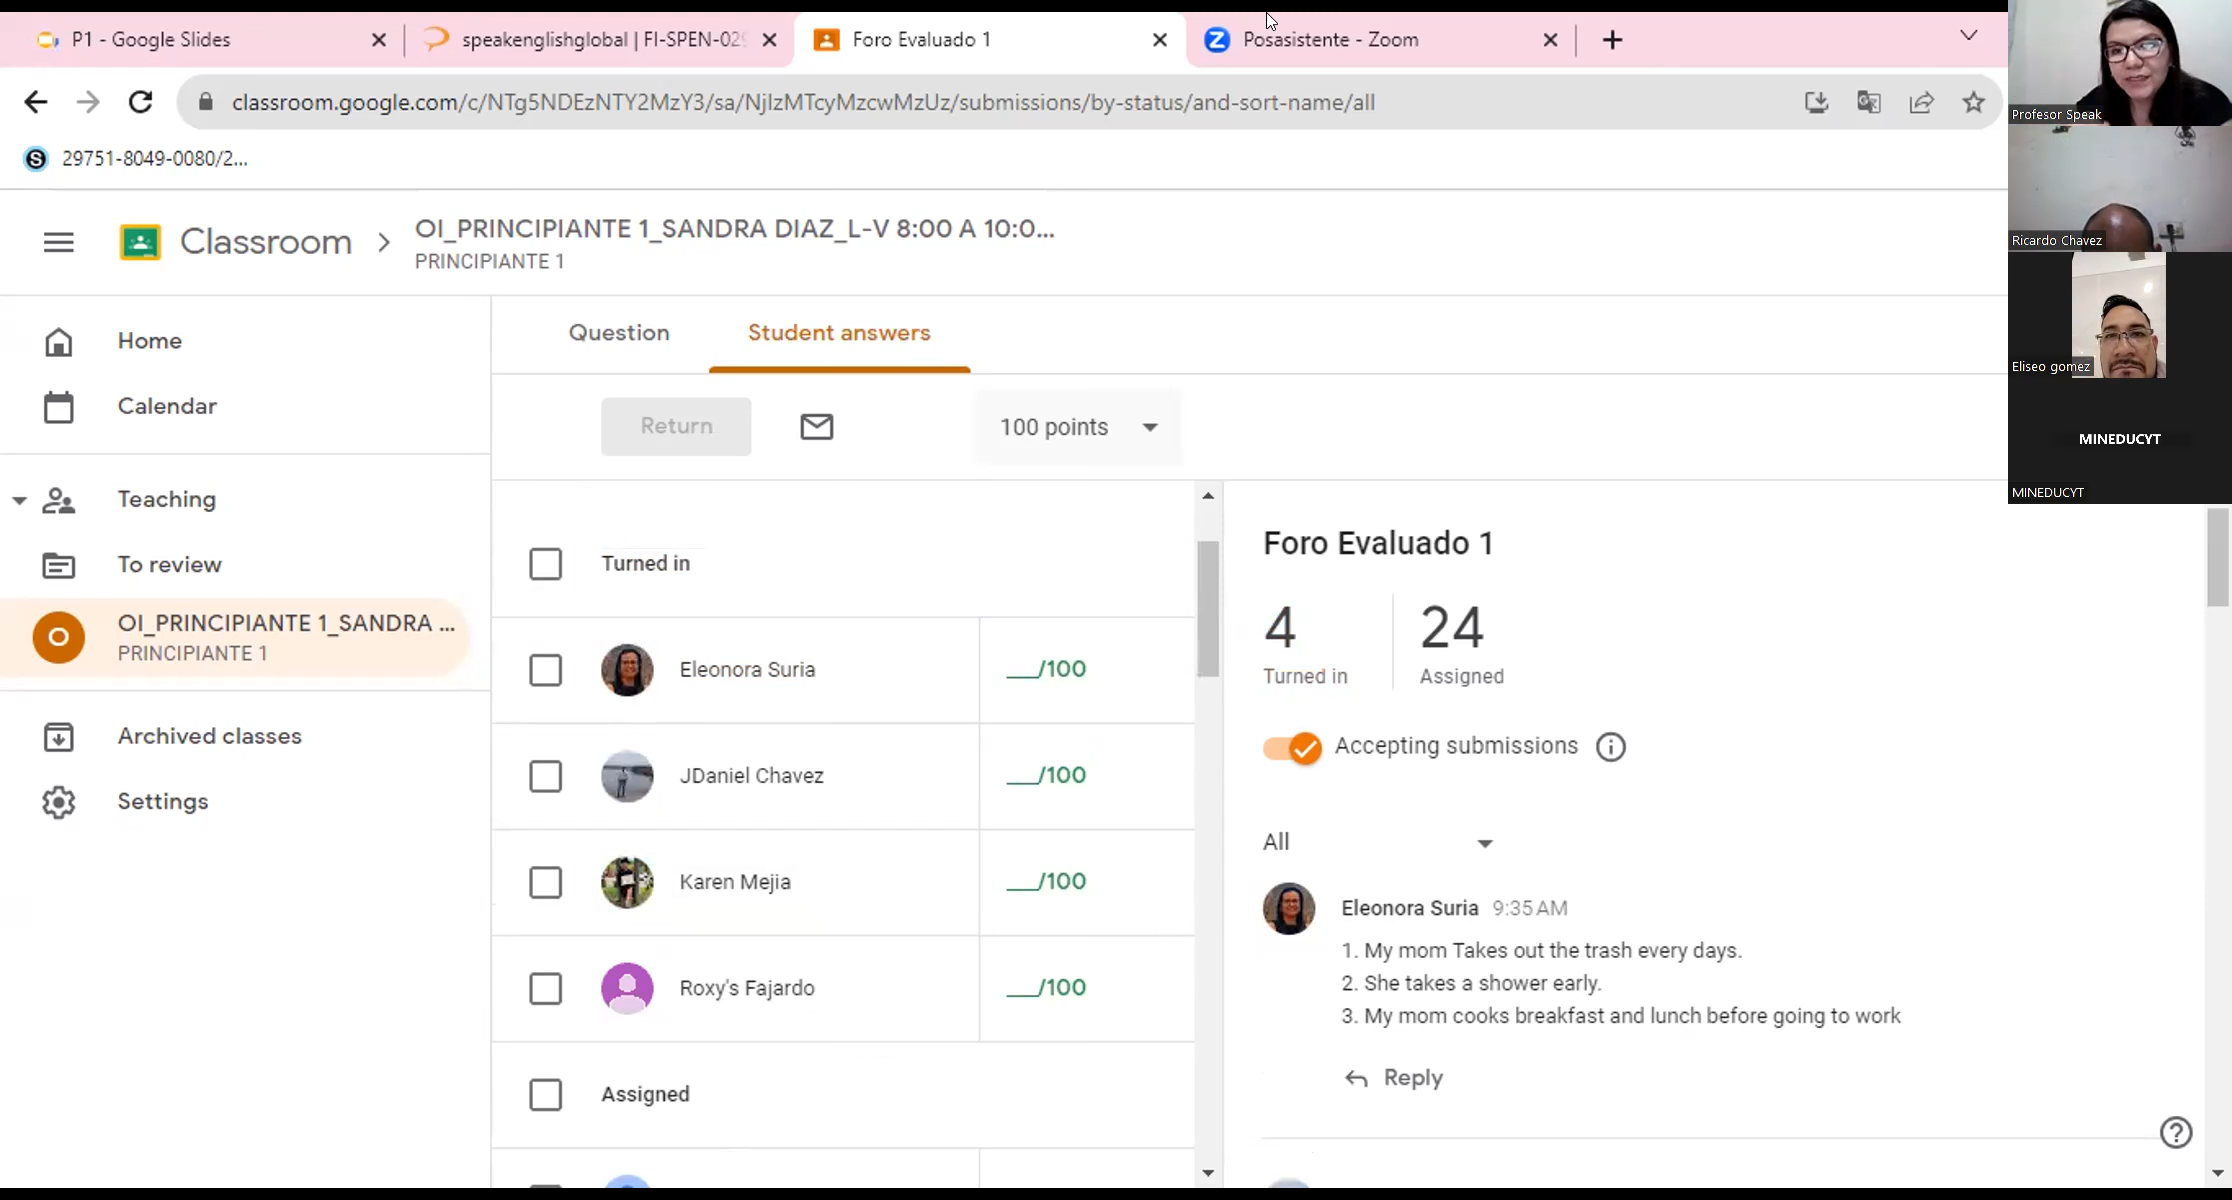 P1 - Google Slides
speakenglishglobal | FI-SPEN-029
Foro Evaluado 1
Posasistente - Zoom
classroom.google.com/c/NTg5NDEzNTY2MzY3/sa/NjIzMTcyMzcwMzUz/submissions/by-status/and-sort-name/all
29751-8049-0080/2...
Classroom
OI_PRINCIPIANTE 1_SANDRA DIAZ_L-V 8:00 A 10:0...
PRINCIPIANTE 1
Home
Calendar
Teaching
To review
O
OI_PRINCIPIANTE 1_SANDRA ...
PRINCIPIANTE 1
Archived classes
Settings
Question
Student answers
Return
100 points
Turned in
Eleonora Suria
__/100
JDaniel Chavez
__/100
Karen Mejia
__/100
Roxy's Fajardo
__/100
Assigned
Foro Evaluado 1
4
Turned in
24
Assigned
Accepting submissions
All
Eleonora Suria 9:35 AM
1. My mom Takes out the trash every days.
2. She takes a shower early.
3. My mom cooks breakfast and lunch before going to work
Reply
Profesor Speak
Ricardo Chavez
Eliseo gomez
MINEDUCYT
MINEDUCYT